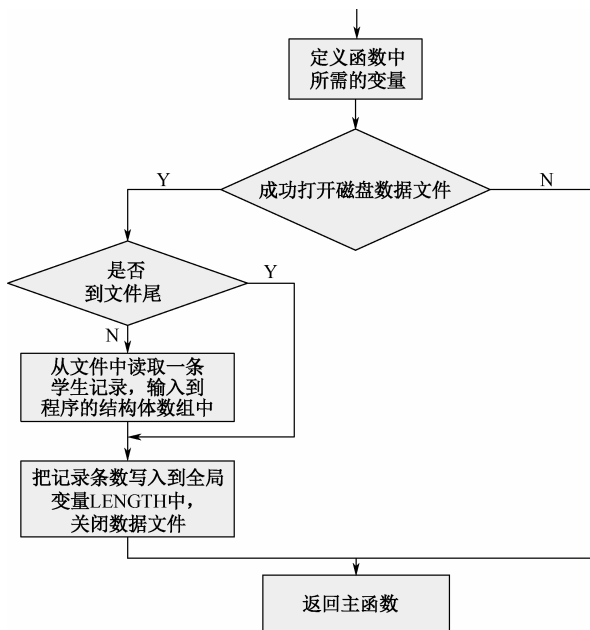 定义函数中
所需的变量
成功打开磁盘数据文件
Y
N
是否
到文件尾
Y
N
从文件中读取一条
学生记录，输入到
程序的结构体数组中
把记录条数写入到全局
变量LENGTH中，
关闭数据文件
返回主函数